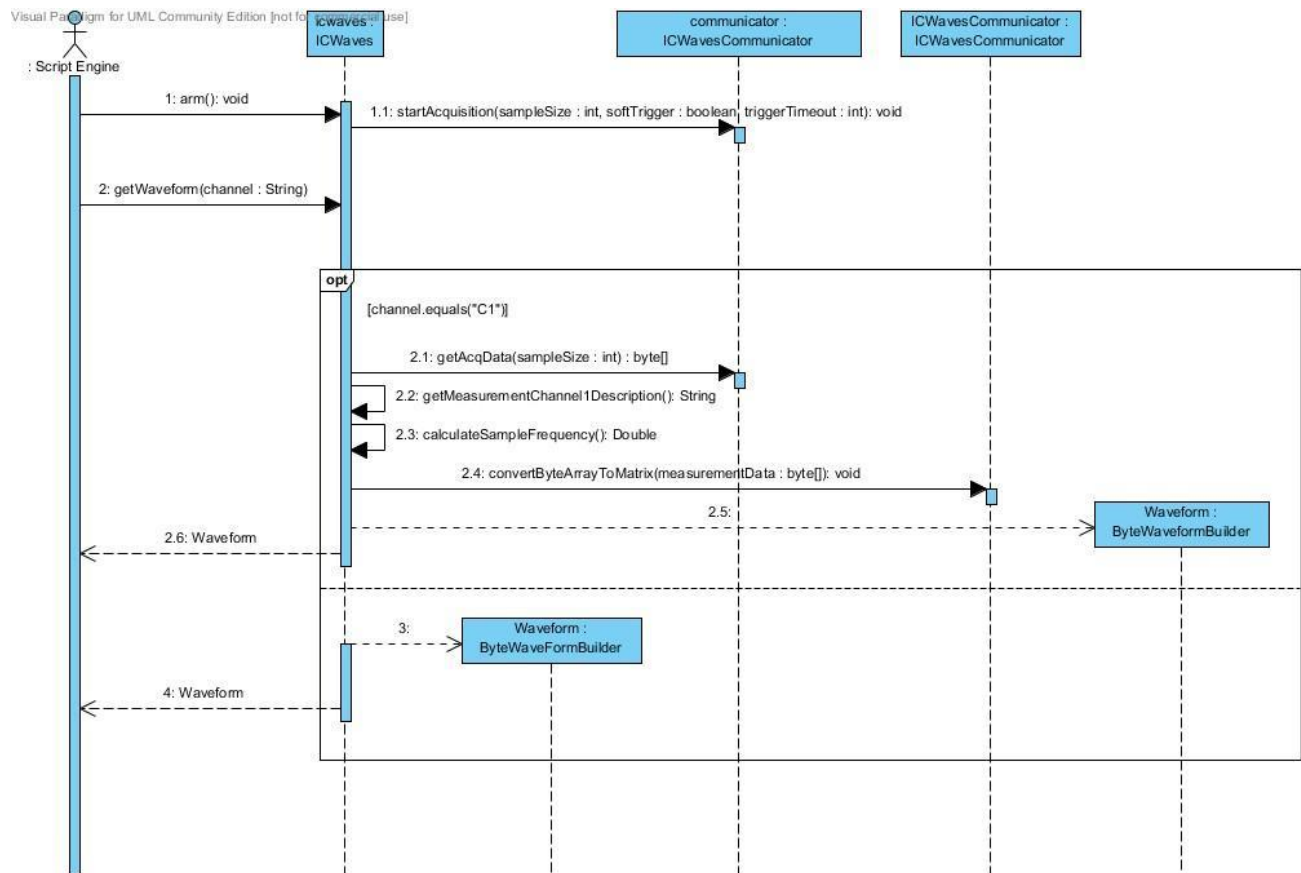 Visual Paradigm for UML Community Edition [not for commercial use]
: Script Engine
icwaves :
ICWaves
communicator :
ICWavesCommunicator
ICWavesCommunicator :
ICWavesCommunicator
1: arm(): void
1.1: startAcquisition(sampleSize : int, softTrigger : boolean, triggerTimeout : int): void
2: getWaveform(channel : String)
opt
[channel.equals("C1")]
2.1: getAcqData(sampleSize : int) : byte[]
2.2: getMeasurementChannel1Description(): String
2.3: calculateSampleFrequency(): Double
2.4: convertByteArrayToMatrix(measurementData : byte[]): void
2.5:
Waveform :
ByteWaveformBuilder
2.6: Waveform
3:
Waveform :
ByteWaveFormBuilder
4: Waveform